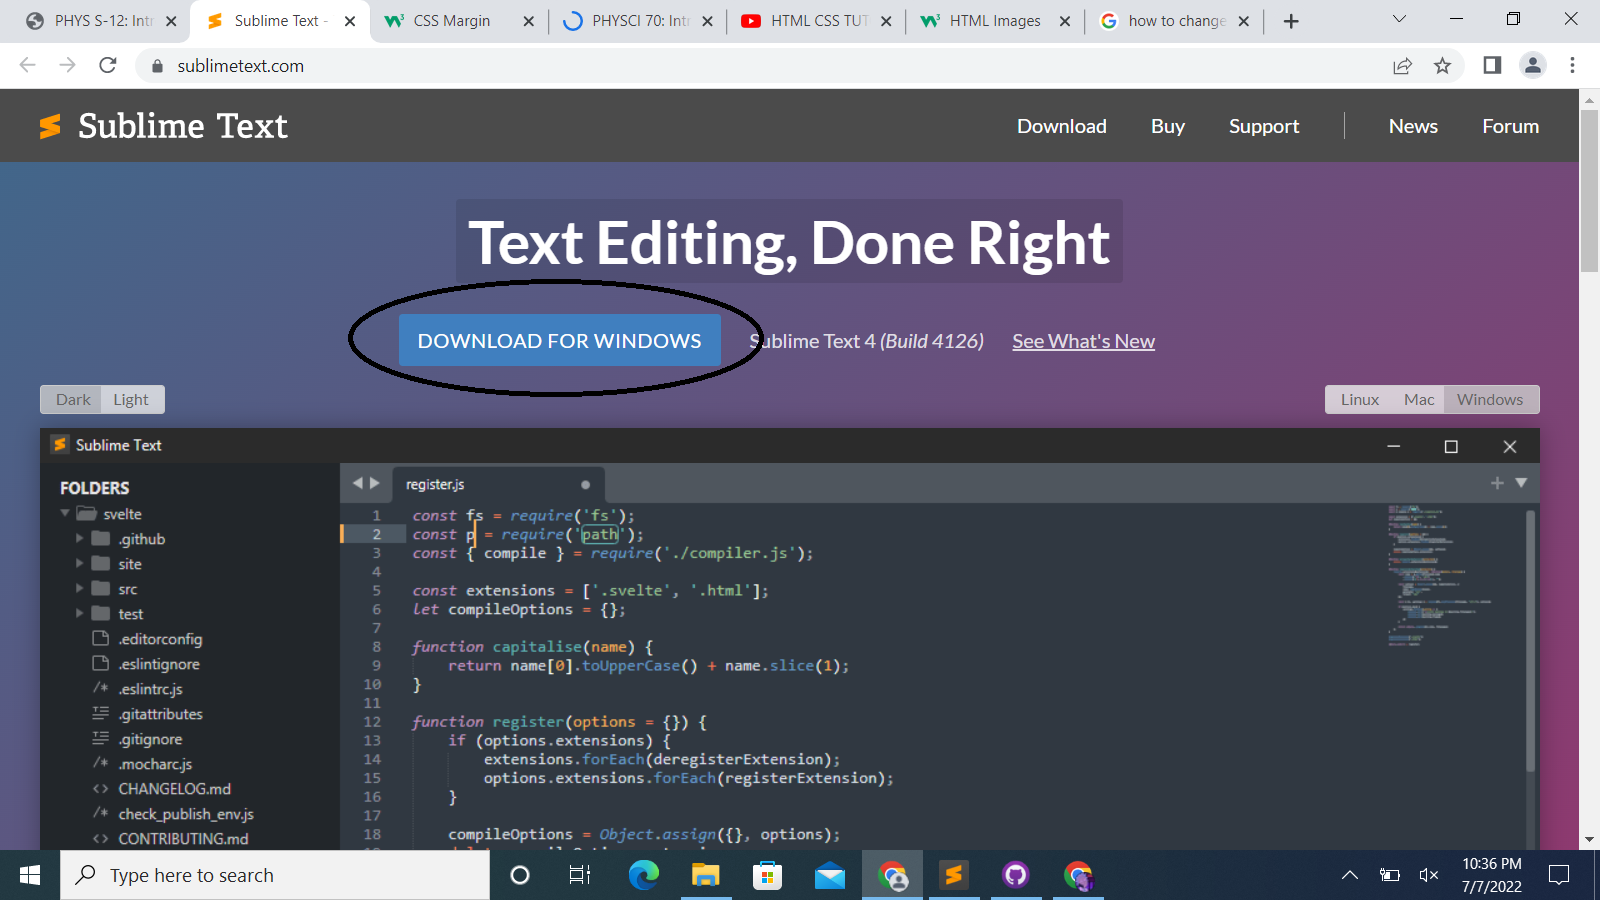 PHYS S-12: Intr
Sublime Text -
CSS Margin
PHYSCI 70: Intr
HTML CSS TUT
HTML Images
how to change
sublimetext.com
Sublime Text
Download
Buy
Support
News
Forum
Text Editing, Done Right
DOWNLOAD FOR WINDOWS
Sublime Text 4 (Build 4126)
See What's New
Dark Light
Linux Mac Windows
Sublime Text
FOLDERS
svelte
.github
site
src
test
.editorconfig
.eslintignore
/* .eslintrc.js
.gitattributes
.gitignore
/* .mocharc.js
<> CHANGELOG.md
/* check_publish_env.js
<> CONTRIBUTING.md
register.js
1 const fs = require('fs');
2 const p = require('path');
3 const { compile } = require('./compiler.js');
4
5 const extensions = ['.svelte', '.html'];
6 let compileOptions = {};
7
8 function capitalise(name) {
9 return name[0].toUpperCase() + name.slice(1);
10 }
11
12 function register(options = {}) {
13 if (options.extensions) {
14 extensions.forEach(deregisterExtension);
15 options.extensions.forEach(registerExtension);
16 }
17
18 compileOptions = Object.assign({}, options);
Type here to search
10:36 PM
7/7/2022